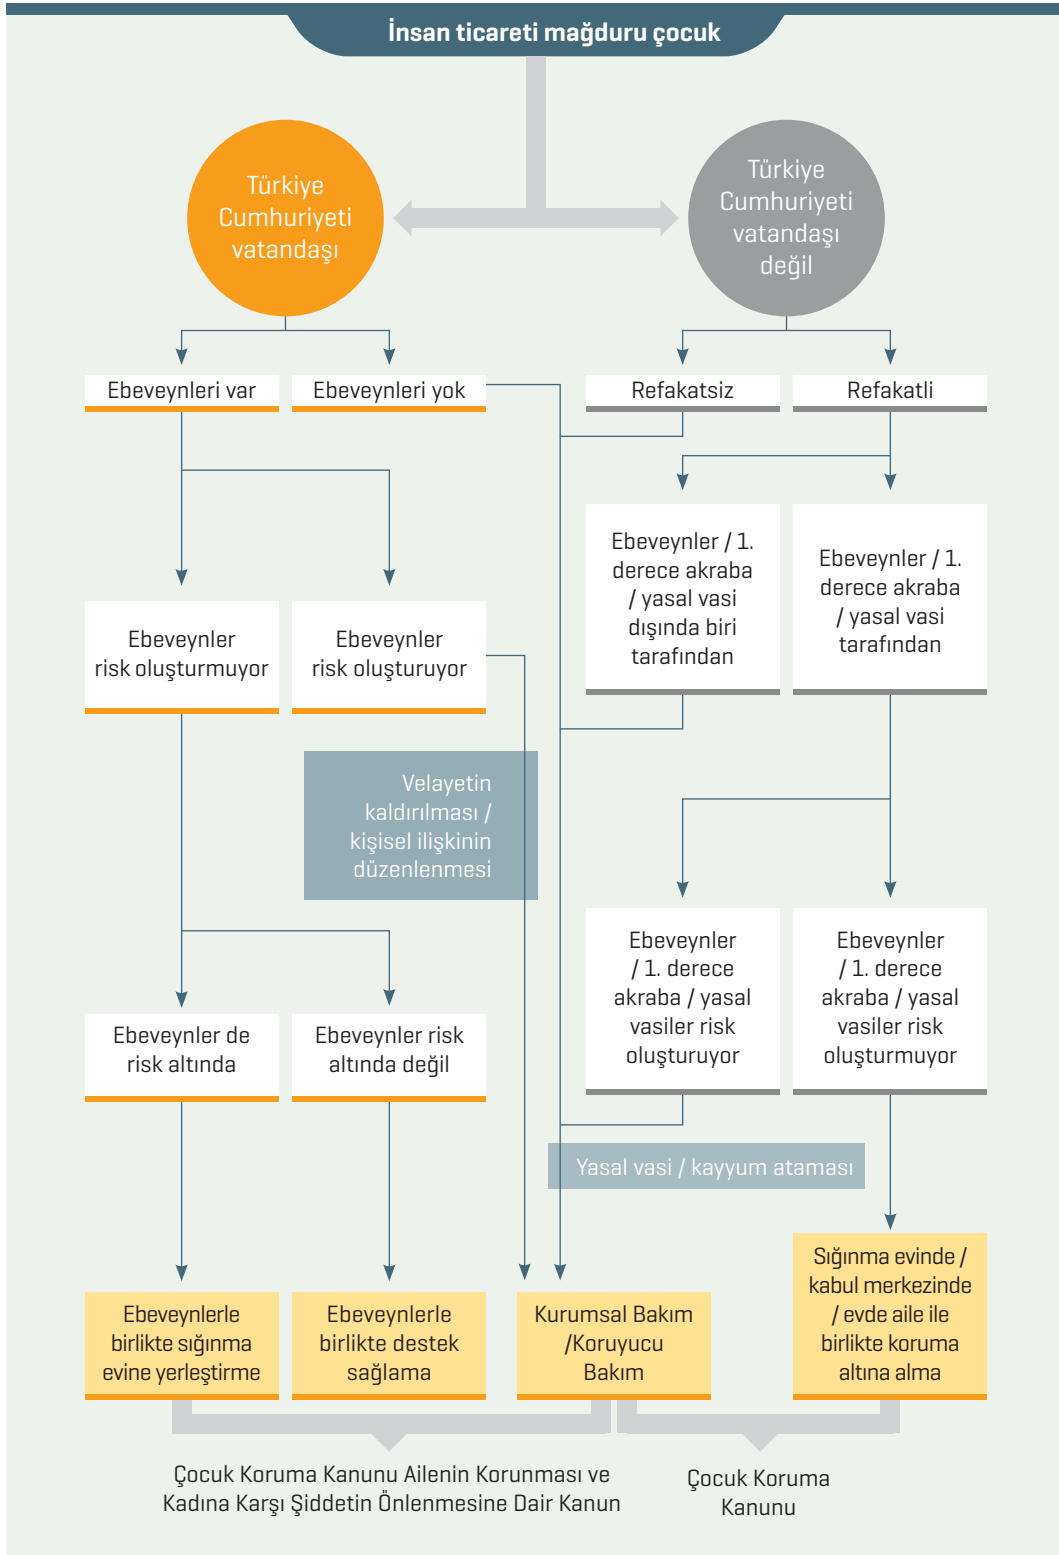 İnsan ticareti mağduru çocuk
Türkiye
Cumhuriyeti
vatandaşı
Türkiye
Cumhuriyeti
vatandaşı
değil
Ebeveynleri var
Ebeveynleri yok
Refakatsiz
Refakatli
Ebeveynler / 1.
derece akraba
/ yasal vasi
dışında biri
tarafından
Ebeveynler / 1.
derece akraba
/ yasal vasi
tarafından
Ebeveynler
risk oluşturmuyor
Ebeveynler
risk oluşturuyor
Velayetin
kaldırılması /
kişisel ilişkinin
düzenlenmesi
Ebeveynler
/ 1. derece
akraba / yasal
vasiler risk
oluşturuyor
Ebeveynler
/ 1. derece
akraba / yasal
vasiler risk
oluşturmuyor
Ebeveynler de
risk altında
Ebeveynler risk
altında değil
Yasal vasi / kayyum ataması
Ebeveynlerle
birlikte sığınma
evine yerleştirme
Ebeveynlerle
birlikte destek
sağlama
Kurumsal Bakım
/Koruyucu
Bakım
Sığınma evinde /
kabul merkezinde
/ evde aile ile
birlikte koruma
altına alma
Çocuk Koruma Kanunu Ailenin Korunması ve
Kadına Karşı Şiddetin Önlenmesine Dair Kanun
Çocuk Koruma
Kanunu